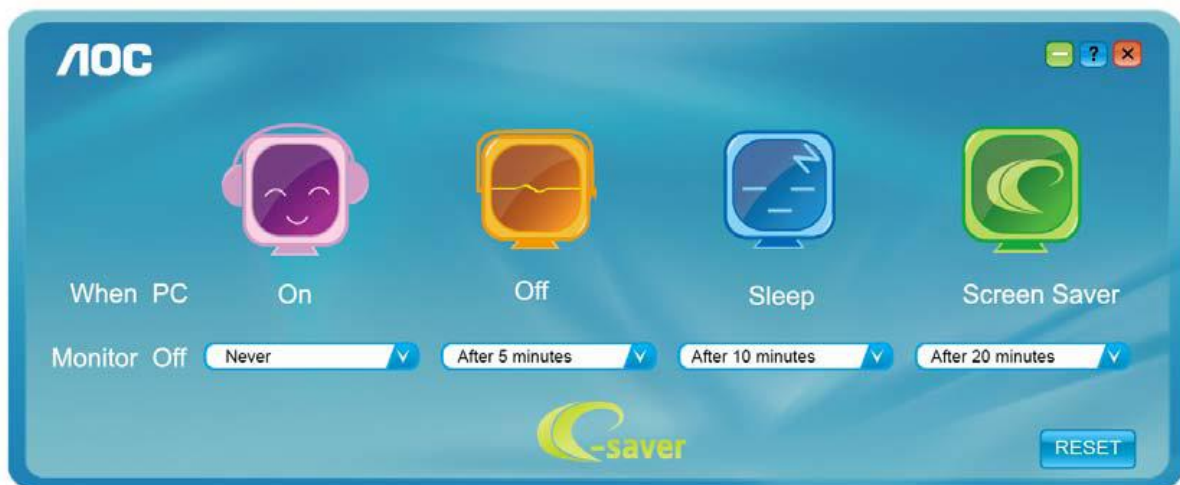 AOC
?
When PC On Off Sleep Screen Saver
Monitor Off Never After 5 minutes After 10 minutes After 20 minutes
e-saver
RESET